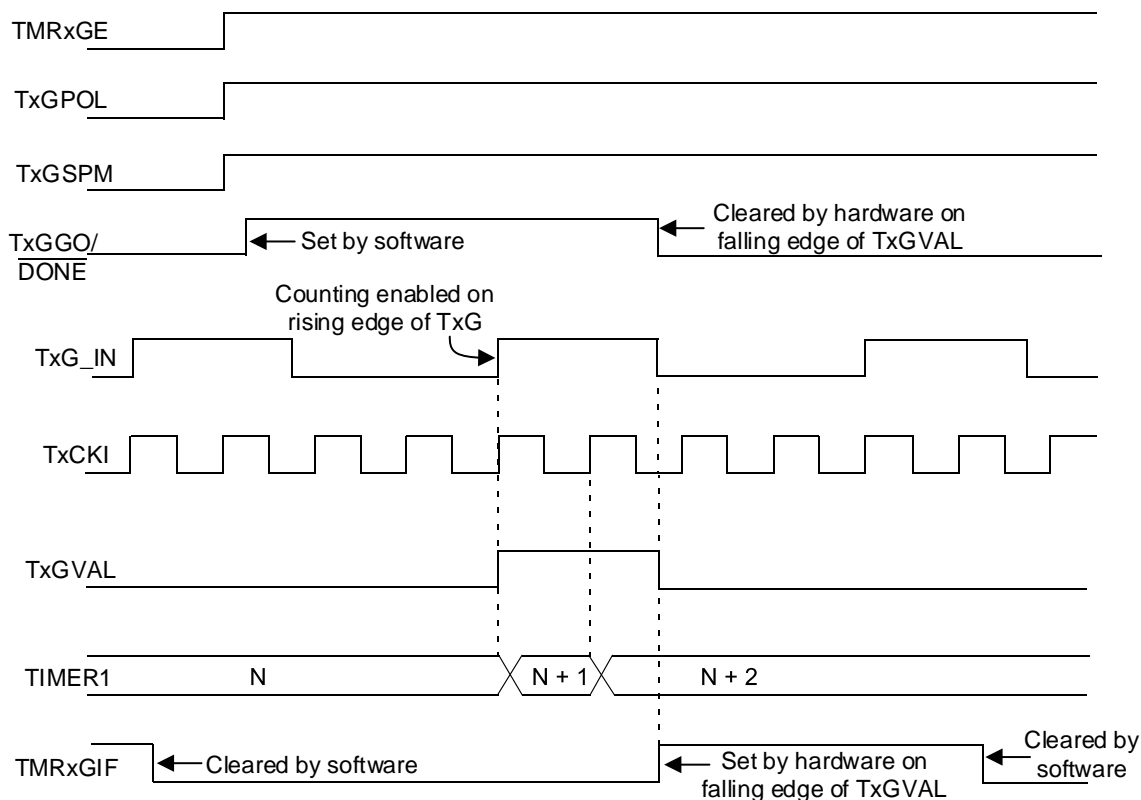 TMRxGE
TxGPOL
TxGSPM
TxGGO/
DONE
Set by software
Cleared by hardware on
falling edge of TxGVAL
Counting enabled on
rising edge of TxG
TxG_IN
TxCKI
TxGVAL
TIMER1
N
N + 1
N + 2
TMRxGIF
Cleared by software
Set by hardware on
falling edge of TxGVAL
Cleared by
software